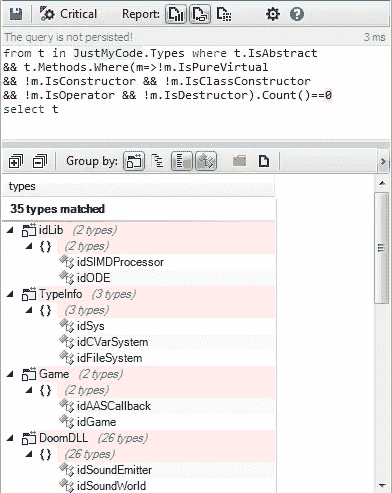 Critical Report:
The query is not persisted! 3 ms
from t in JustMyCode.Types where t.IsAbstract
&& t.Methods.Where(m=>!m.IsPureVirtual
&& !m.IsConstructor && !m.IsClassConstructor
&& !m.IsOperator && !m.IsDestructor).Count()==0
select t
Group by:
types
35 types matched
idLib (2 types)
{} (2 types)
idSIMDProcessor
idODE
TypeInfo (3 types)
{} (3 types)
idSys
idCVarSystem
idFileSystem
Game (2 types)
{} (2 types)
idAASCallback
idGame
DoomDLL (26 types)
{} (26 types)
idSoundEmitter
idSoundWorld